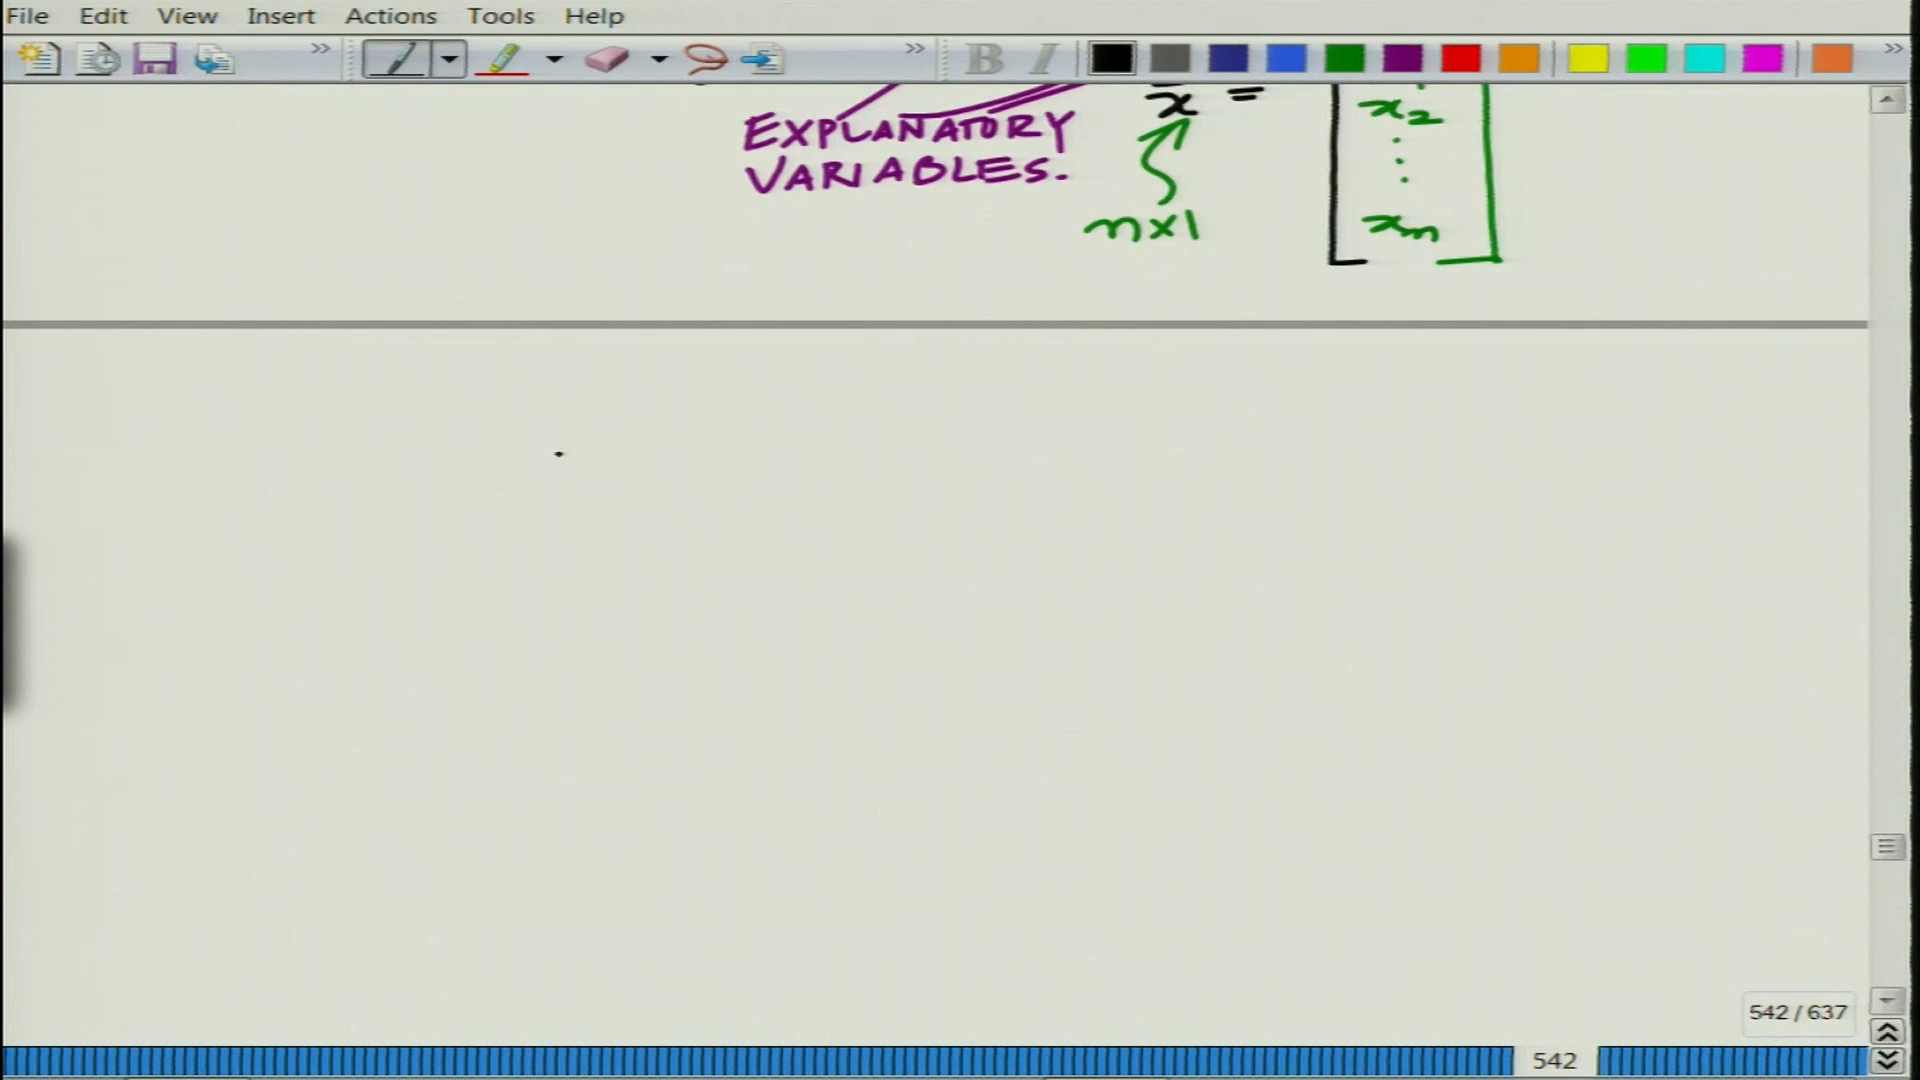 File Edit View Insert Actions Tools Help
B I
x̄ =
x2
EXPLANATORY
VARIABLES.
n×1
xn
542 / 637
542